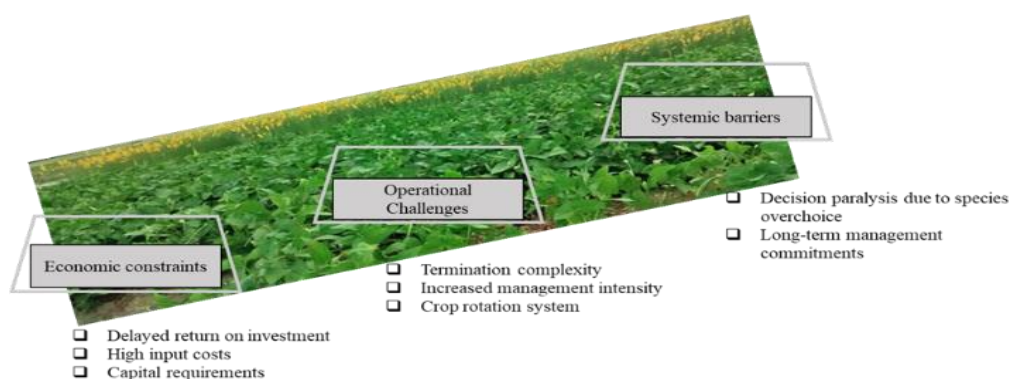 Economic constraints
Delayed return on investment
High input costs
Capital requirements
Operational
Challenges
Termination complexity
Increased management intensity
Crop rotation system
Systemic barriers
Decision paralysis due to species
overchoice
Long-term management
commitments